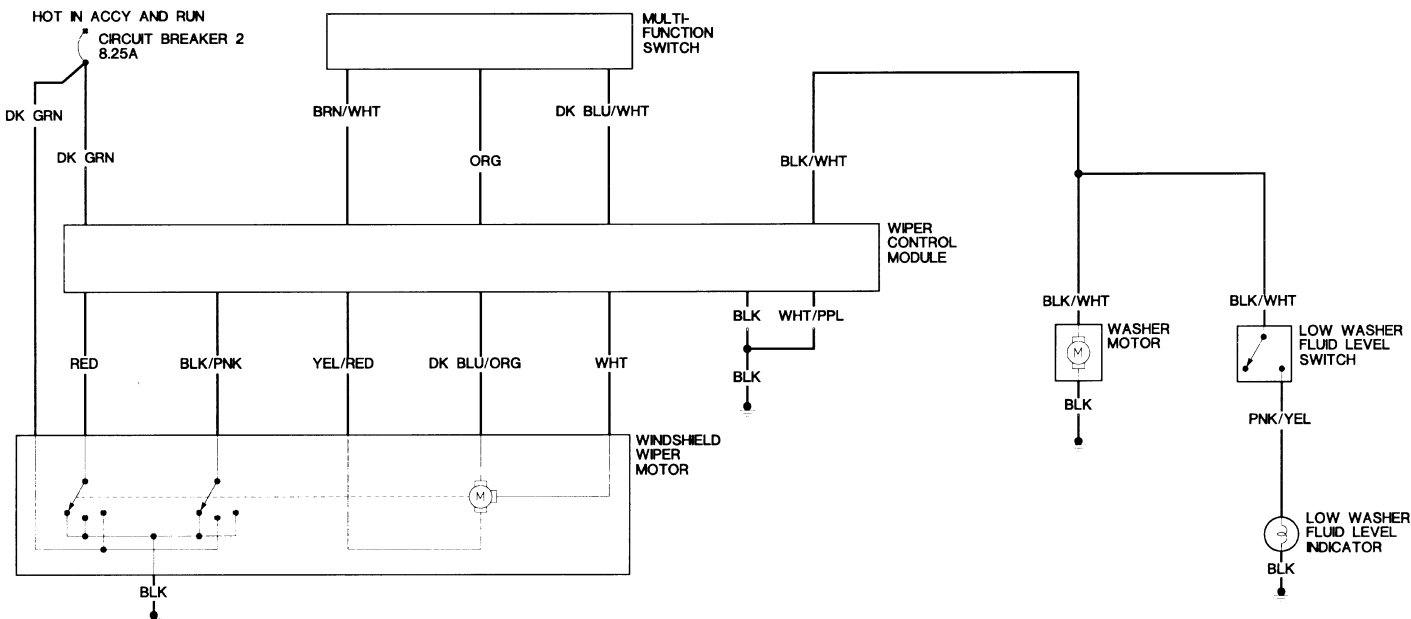 HOT IN ACCY AND RUN
CIRCUIT BREAKER 2
8.25A
MULTI-
FUNCTION
SWITCH
DK GRN
BRN/WHT
DK BLU/WHT
DK GRN
ORG
BLK/WHT
WIPER
CONTROL
MODULE
BLK/WHT
BLK/WHT
BLK
WHT/PPL
WASHER
MOTOR
M
LOW WASHER
FLUID LEVEL
SWITCH
RED
BLK/PNK
YEL/RED
DK BLU/ORG
WHT
BLK
BLK
PNK/YEL
WINDSHIELD
WIPER
MOTOR
M
LOW WASHER
FLUID LEVEL
INDICATOR
BLK
BLK